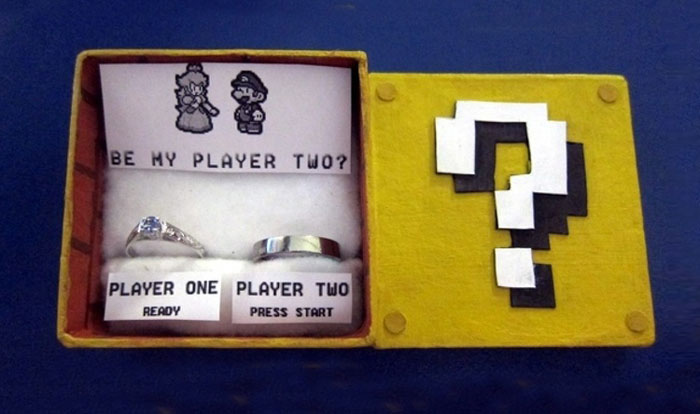 BE MY PLAYER TWO?
PLAYER ONE
READY
PLAYER TWO
PRESS START
?